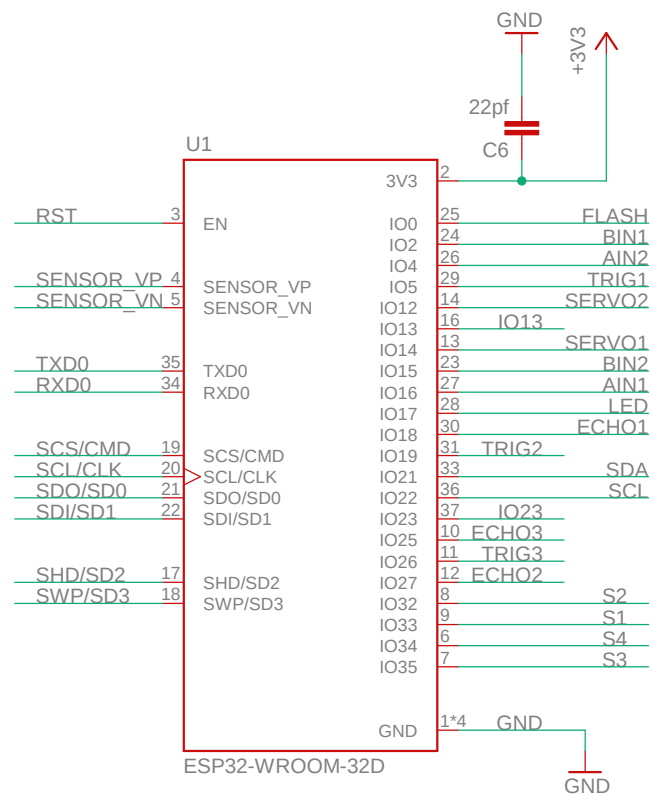 GND
+3V3
22pf
C6
U1
2
3V3
RST 3 EN
IO0 25 FLASH
IO2 24 BIN1
IO4 26 AIN2
SENSOR_VP 4 SENSOR_VP
IO5 29 TRIG1
SENSOR_VN 5 SENSOR_VN
IO12 14 SERVO2
IO13 16 IO13
IO14 13 SERVO1
TXD0 35 TXD0
IO15 23 BIN2
RXD0 34 RXD0
IO16 27 AIN1
IO17 28 LED
IO18 30 ECHO1
SCS/CMD 19 SCS/CMD
IO19 31 TRIG2
SCL/CLK 20 SCL/CLK
IO21 33 SDA
SDO/SD0 21 SDO/SD0
IO22 36 SCL
SDI/SD1 22 SDI/SD1
IO23 37 IO23
IO25 10 ECHO3
IO26 11 TRIG3
SHD/SD2 17 SHD/SD2
IO27 12 ECHO2
SWP/SD3 18 SWP/SD3
IO32 8 S2
IO33 9 S1
IO34 6 S4
IO35 7 S3
GND 1*4 GND
ESP32-WROOM-32D
GND